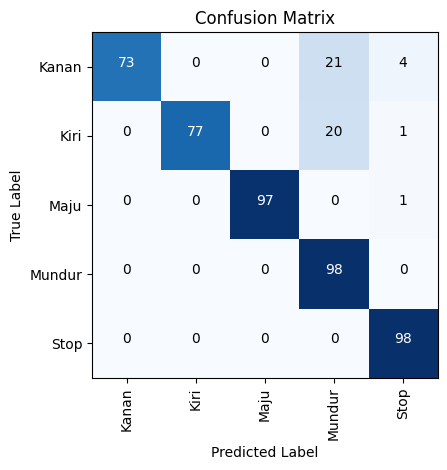 Confusion Matrix
Kanan 73 0 0 21 4
Kiri 0 77 0 20 1
Maju 0 0 97 0 1
Mundur 0 0 0 98 0
Stop 0 0 0 0 98
True Label
Kanan Kiri Maju Mundur Stop
Predicted Label